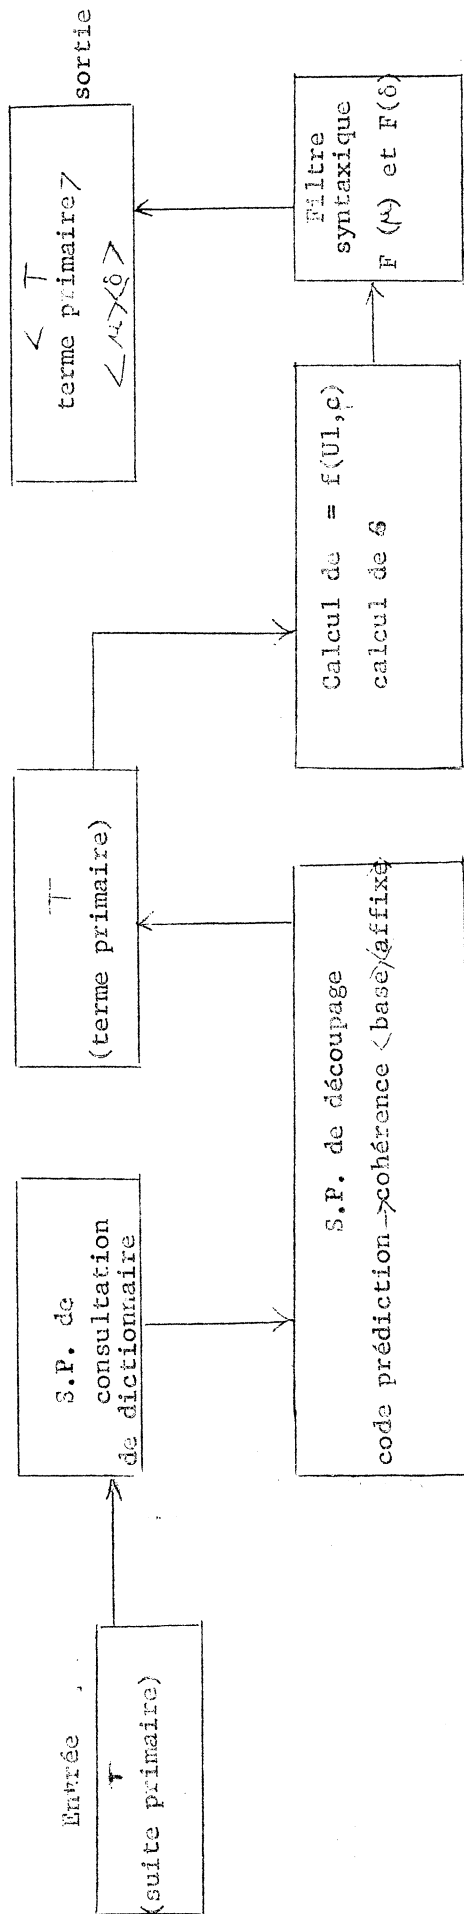 Entrée
T
(suite primaire)
S.P. de
consultation
de dictionnaire
S.P. de découpage
code prédiction→cohérence <base><affixe
T
(terme primaire)
Calcul de = f(U1,c)
calcul de δ
Filtre
syntaxique
F (μ) et F(δ)
< T
terme primaire>
<μ><δ>
sortie